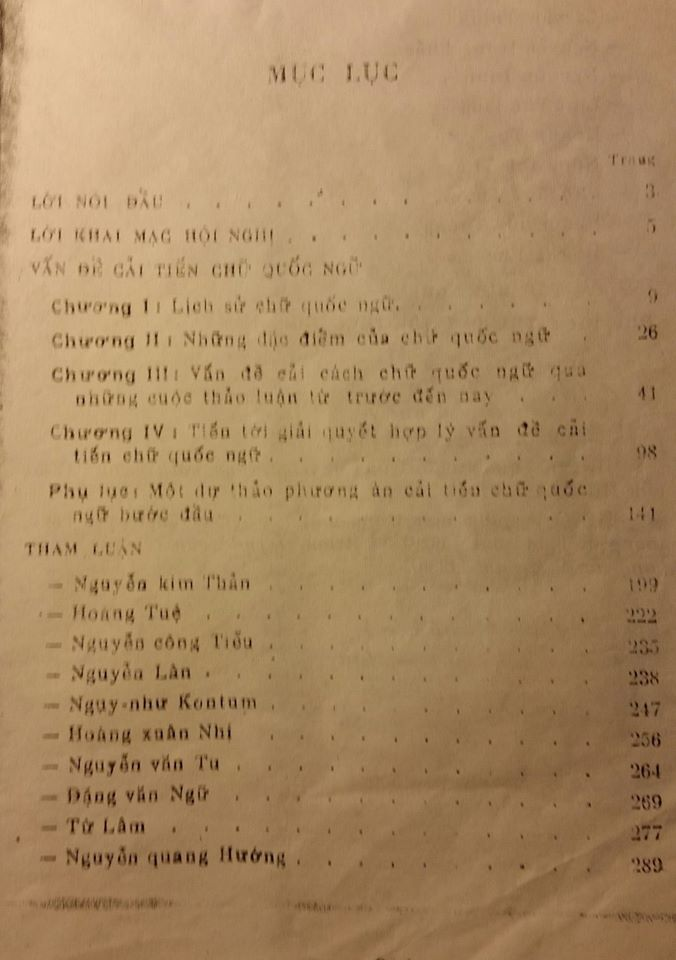 MỤC LỤC
Trang
LỜI NÓI ĐẦU . . . . . . . . . . . 3
LỜI KHAI MẠC HỘI NGHỊ . . . . . . . . . 5
VẤN ĐỀ CẢI TIẾN CHỮ QUỐC NGỮ
Chương I : Lịch sử chữ quốc ngữ. . . . . . . 9
Chương II : Những đặc điểm của chữ quốc ngữ . 26
Chương III : Vấn đề cải cách chữ quốc ngữ qua
những cuộc thảo luận từ trước đến nay . . . 41
Chương IV : Tiến tới giải quyết hợp lý vấn đề cải
tiến chữ quốc ngữ . . . . . . . . . . . 98
Phụ lục : Một dự thảo phương án cải tiến chữ quốc
ngữ bước đầu . . . . . . . . . . 141
THAM LUẬN
— Nguyễn kim Thản . . . . . . . . 199
— Hoàng Tuệ . . . . . . . . . . 222
— Nguyễn công Tiễu . . . . . . . . 235
— Nguyễn Lân . . . . . . . . . . 238
— Ngụy-như Kontum . . . . . . . . 247
— Hoàng xuân Nhị . . . . . . . . 256
— Nguyễn văn Tu . . . . . . . . . 264
— Đặng văn Ngữ . . . . . . . . . 269
— Từ Lâm . . . . . . . . . . . 277
— Nguyễn quang Hướng . . . . . . . 289